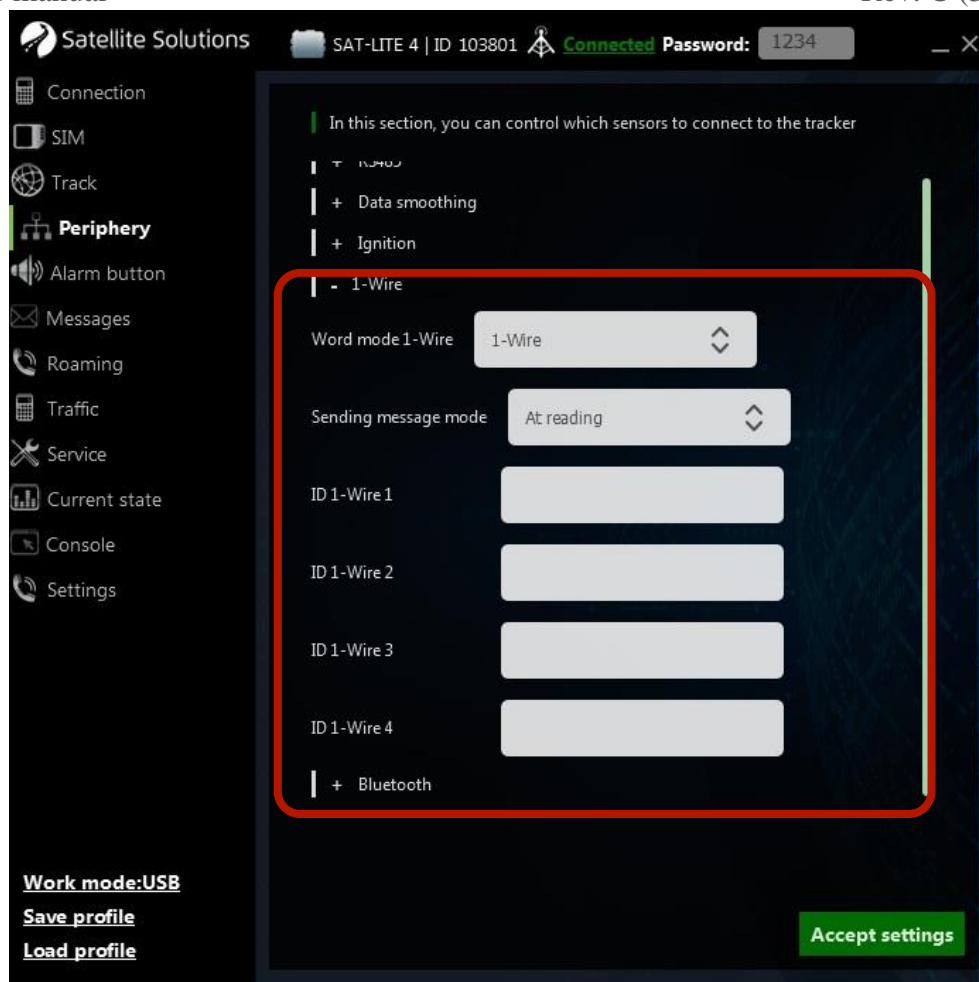 manual
Satellite Solutions
SAT-LITE 4 | ID 103801 Connected Password: 1234
Connection
SIM
Track
Periphery
Alarm button
Messages
Roaming
Traffic
Service
Current state
Console
Settings
Work mode:USB
Save profile
Load profile
In this section, you can control which sensors to connect to the tracker
+ Data smoothing
+ Ignition
- 1-Wire
Word mode 1-Wire 1-Wire
Sending message mode At reading
ID 1-Wire 1
ID 1-Wire 2
ID 1-Wire 3
ID 1-Wire 4
+ Bluetooth
Accept settings